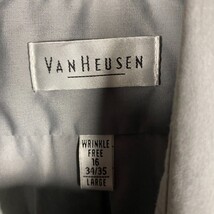 VAN HEUSEN
WRINKLE
FREE
16
34/35
LARGE